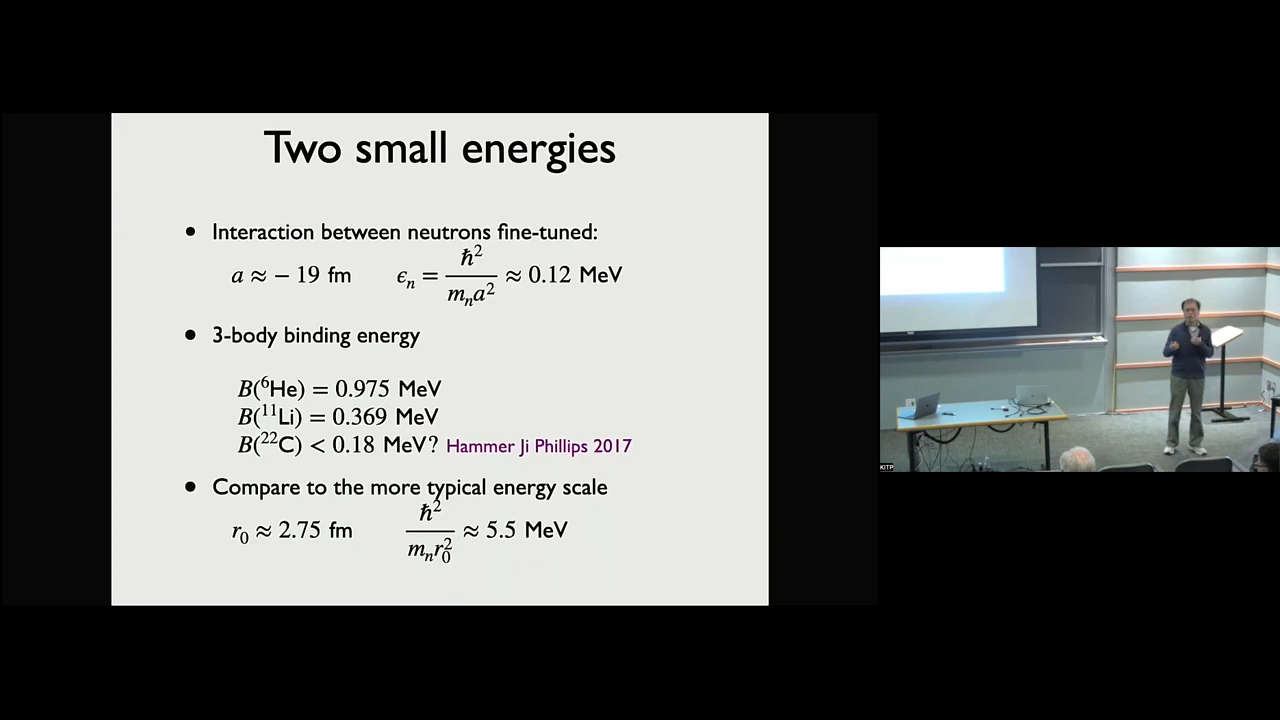 Two small energies
• Interaction between neutrons fine-tuned:
a ≈ − 19 fm ϵₙ = ħ² / mₙa² ≈ 0.12 MeV
• 3-body binding energy
B(⁶He) = 0.975 MeV
B(¹¹Li) = 0.369 MeV
B(²²C) < 0.18 MeV? Hammer Ji Phillips 2017
• Compare to the more typical energy scale
r₀ ≈ 2.75 fm ħ² / mₙr₀² ≈ 5.5 MeV
KITP